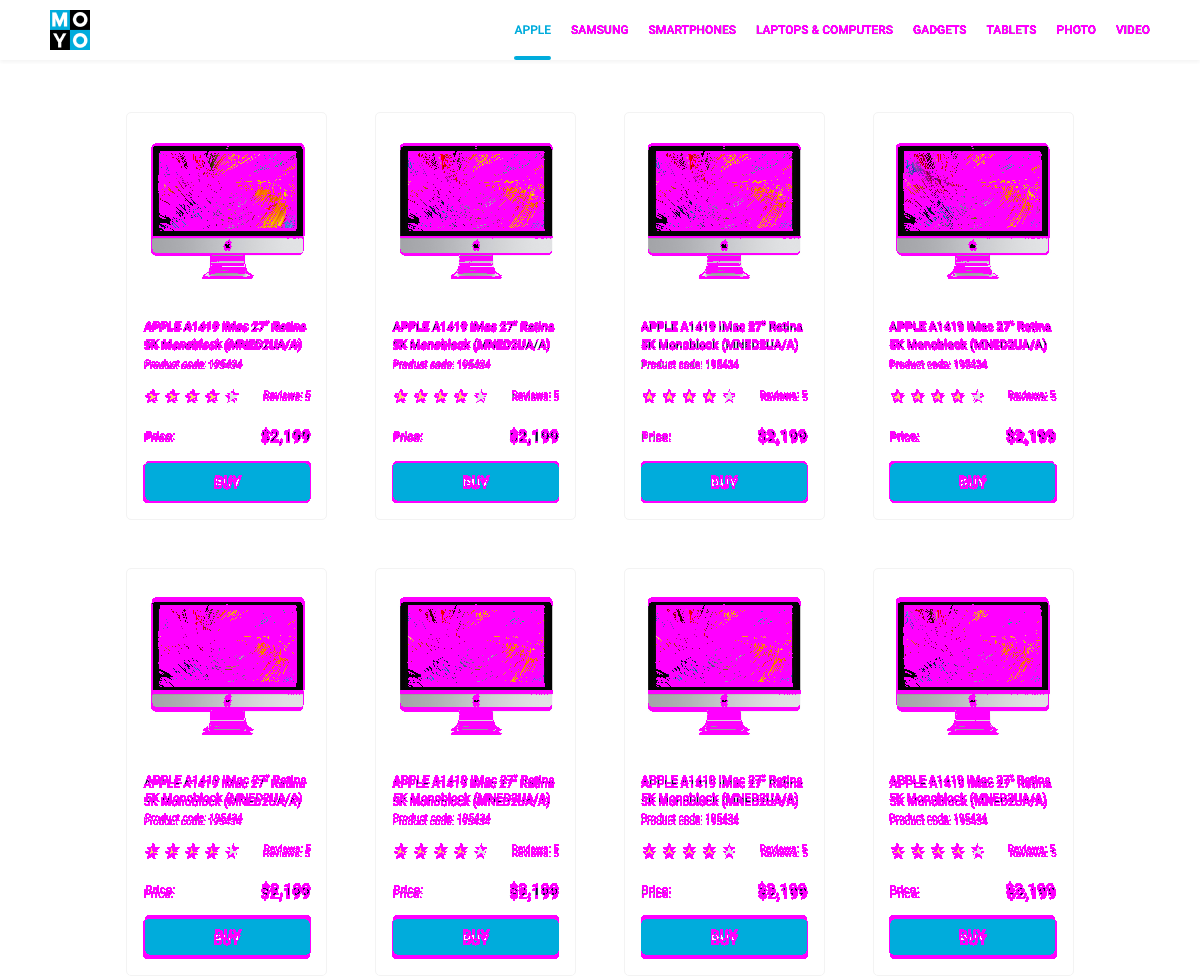 MO
YO
APPLE SAMSUNG SMARTPHONES LAPTOPS & COMPUTERS GADGETS TABLETS PHOTO VIDEO
APPLE A1419 iMac 27" Retina
5K Monoblock (MNED2UA/A)
Product code: 195434
Reviews: 5
Price: $2,199
BUY
APPLE A1419 iMac 27" Retina
5K Monoblock (MNED2UA/A)
Product code: 195434
Reviews: 5
Price: $2,199
BUY
APPLE A1419 iMac 27" Retina
5K Monoblock (MNED2UA/A)
Product code: 195434
Reviews: 5
Price: $2,199
BUY
APPLE A1419 iMac 27" Retina
5K Monoblock (MNED2UA/A)
Product code: 195434
Reviews: 5
Price: $2,199
BUY
APPLE A1419 iMac 27" Retina
5K Monoblock (MNED2UA/A)
Product code: 195434
Reviews: 5
Price: $2,199
BUY
APPLE A1419 iMac 27" Retina
5K Monoblock (MNED2UA/A)
Product code: 195434
Reviews: 5
Price: $2,199
BUY
APPLE A1419 iMac 27" Retina
5K Monoblock (MNED2UA/A)
Product code: 195434
Reviews: 5
Price: $2,199
BUY
APPLE A1419 iMac 27" Retina
5K Monoblock (MNED2UA/A)
Product code: 195434
Reviews: 5
Price: $2,199
BUY